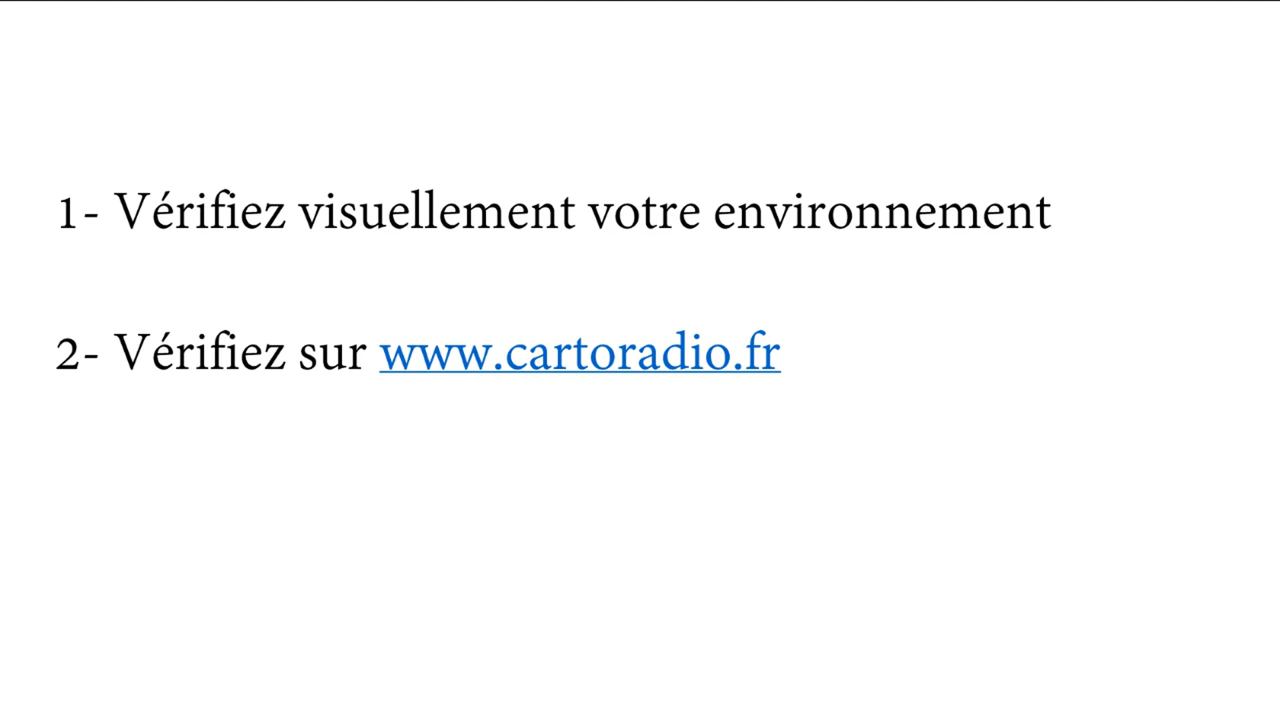 1- Vérifiez visuellement votre environnement
2- Vérifiez sur www.cartoradio.fr